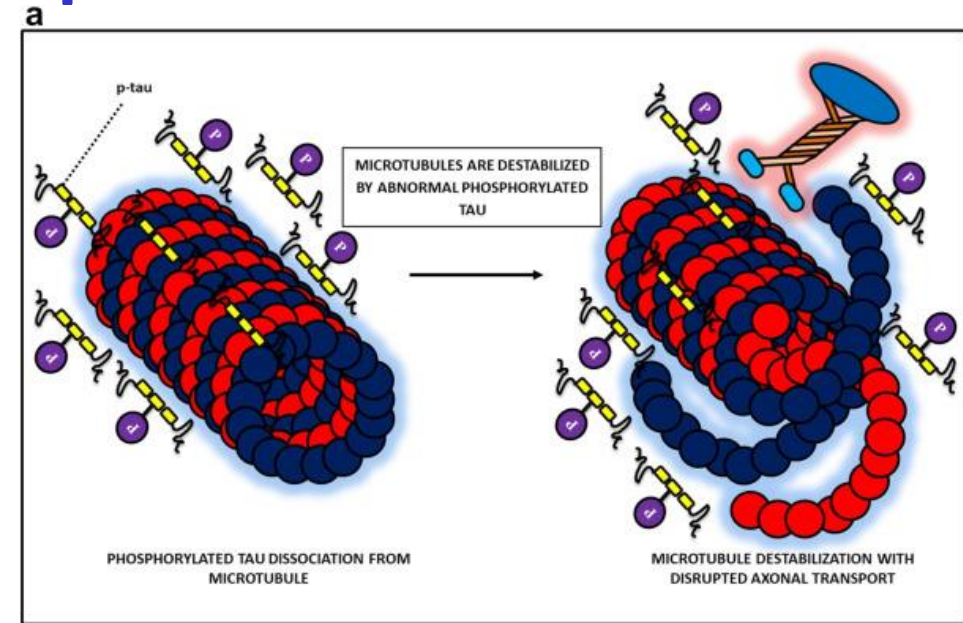 a
p-tau
P
P
P
P
P
P
MICROTUBULES ARE DESTABILIZED
BY ABNORMAL PHOSPHORYLATED
TAU
P
P
P
P
P
P
PHOSPHORYLATED TAU DISSOCIATION FROM
MICROTUBULE
MICROTUBULE DESTABILIZATION WITH
DISRUPTED AXONAL TRANSPORT